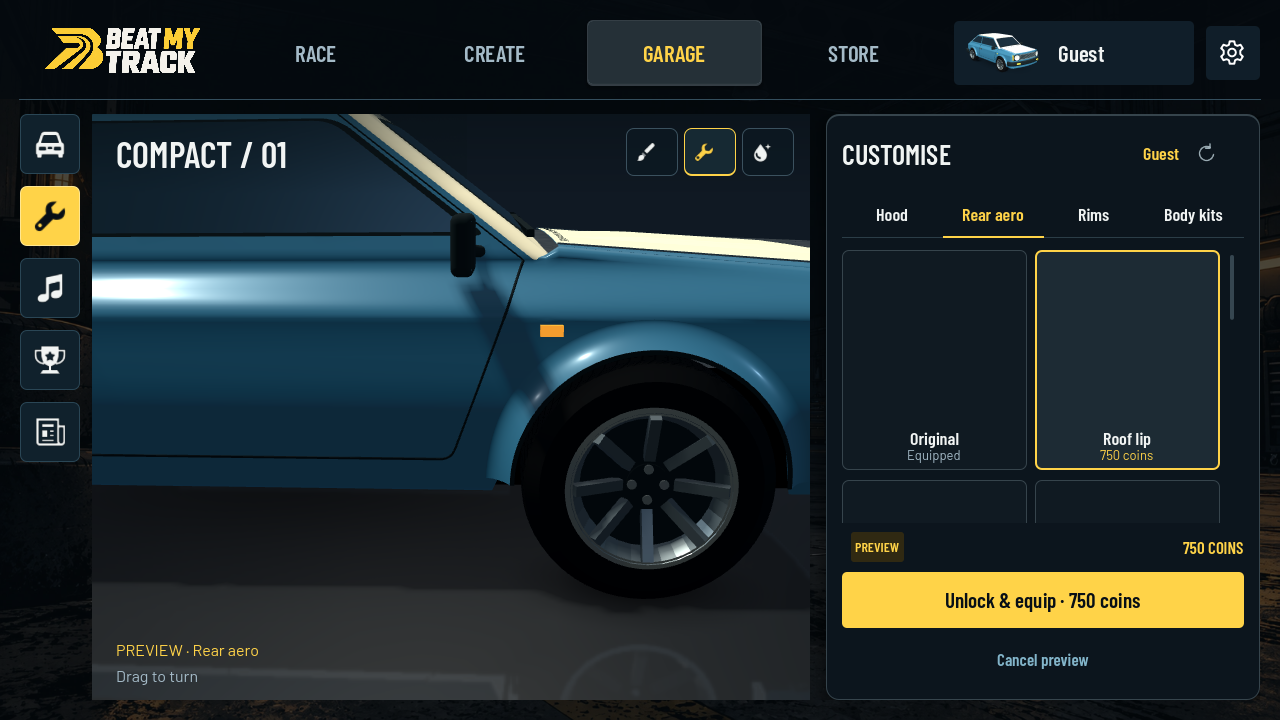 BEAT MY
TRACK
RACE
CREATE
GARAGE
STORE
Guest
COMPACT / 01
CUSTOMISE
Guest
Hood
Rear aero
Rims
Body kits
Original
Equipped
Roof lip
750 coins
PREVIEW
750 COINS
Unlock & equip · 750 coins
Cancel preview
PREVIEW · Rear aero
Drag to turn